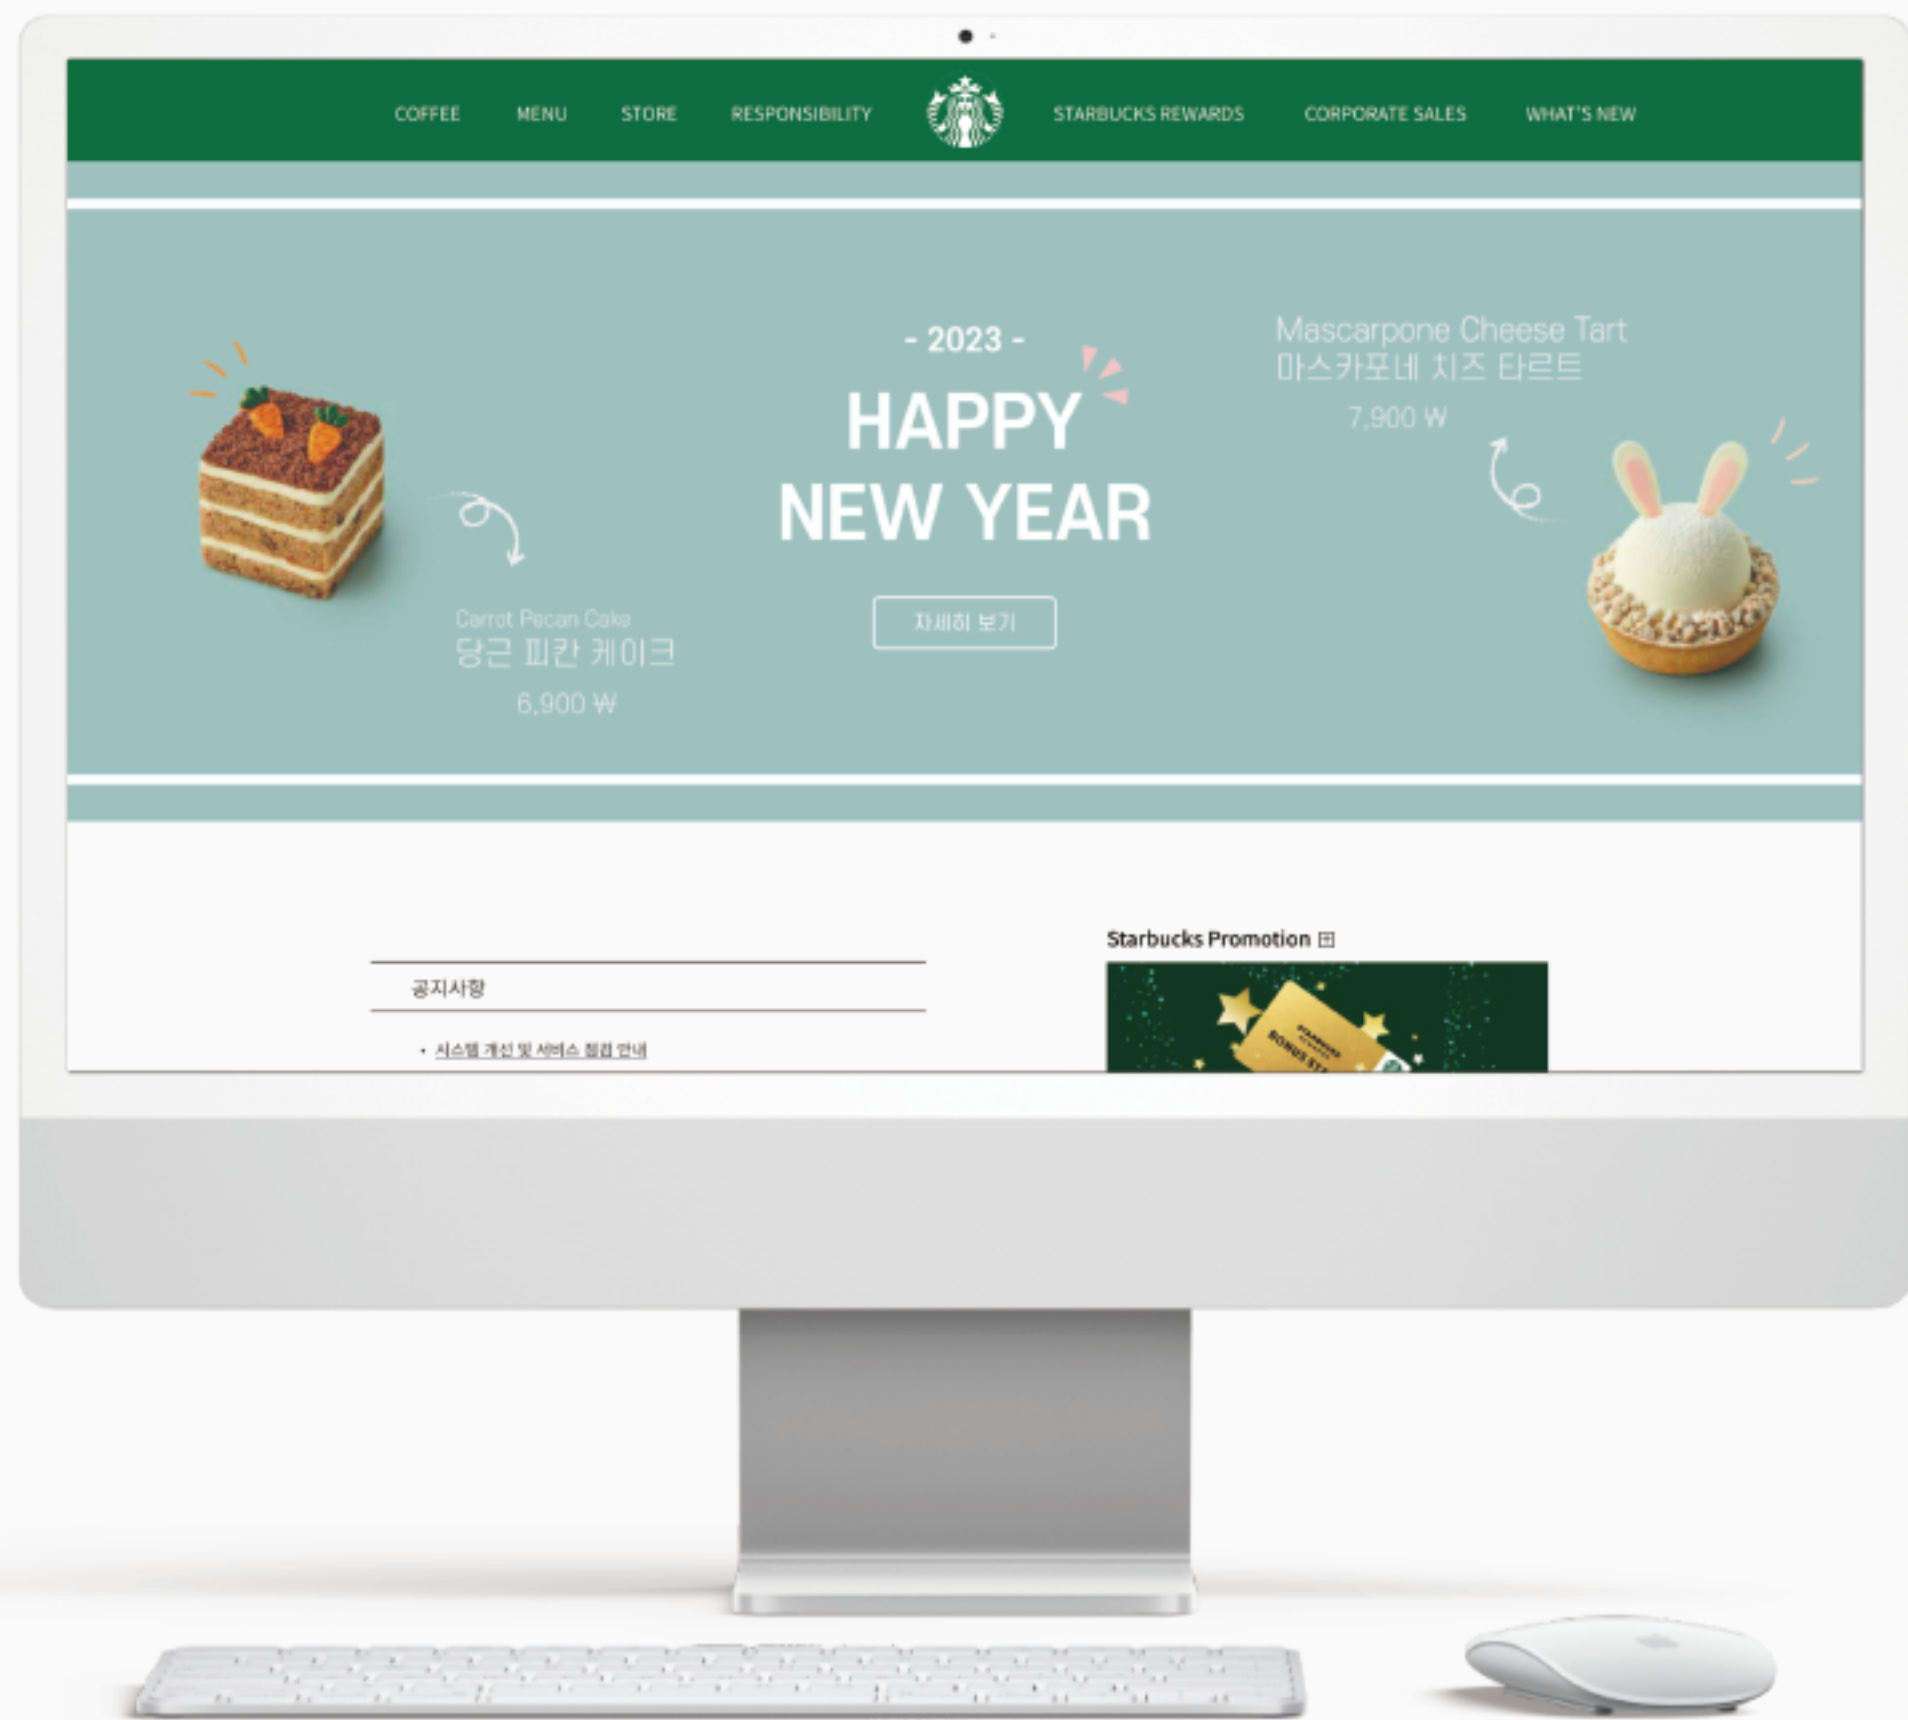 COFFEE MENU STORE RESPONSIBILITY STARBUCKS REWARDS CORPORATE SALES WHAT'S NEW
- 2023 -
HAPPY
NEW YEAR
자세히 보기
Carrot Pecan Cake
당근 피칸 케이크
6,900 ₩
Mascarpone Cheese Tart
마스카포네 치즈 타르트
7,900 ₩
공지사항
• 시스템 개선 및 서비스 점검 안내
Starbucks Promotion
STARBUCKS
REWARDS